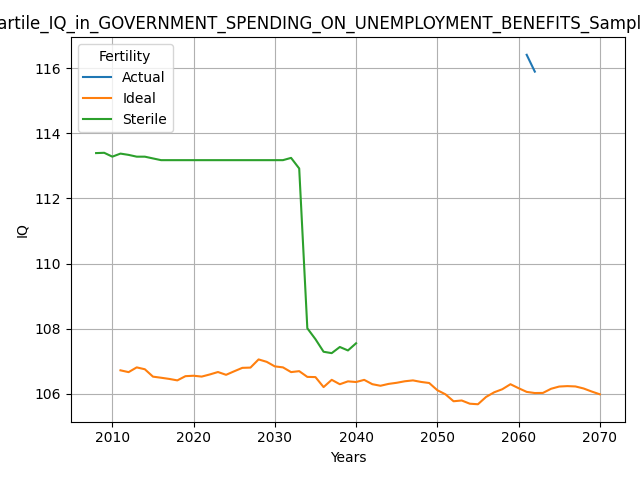 artile_IQ_in_GOVERNMENT_SPENDING_ON_UNEMPLOYMENT_BENEFITS_Sampl
Fertility
Actual
Ideal
Sterile
116
114
112
110
108
106
IQ
2010 2020 2030 2040 2050 2060 2070
Years